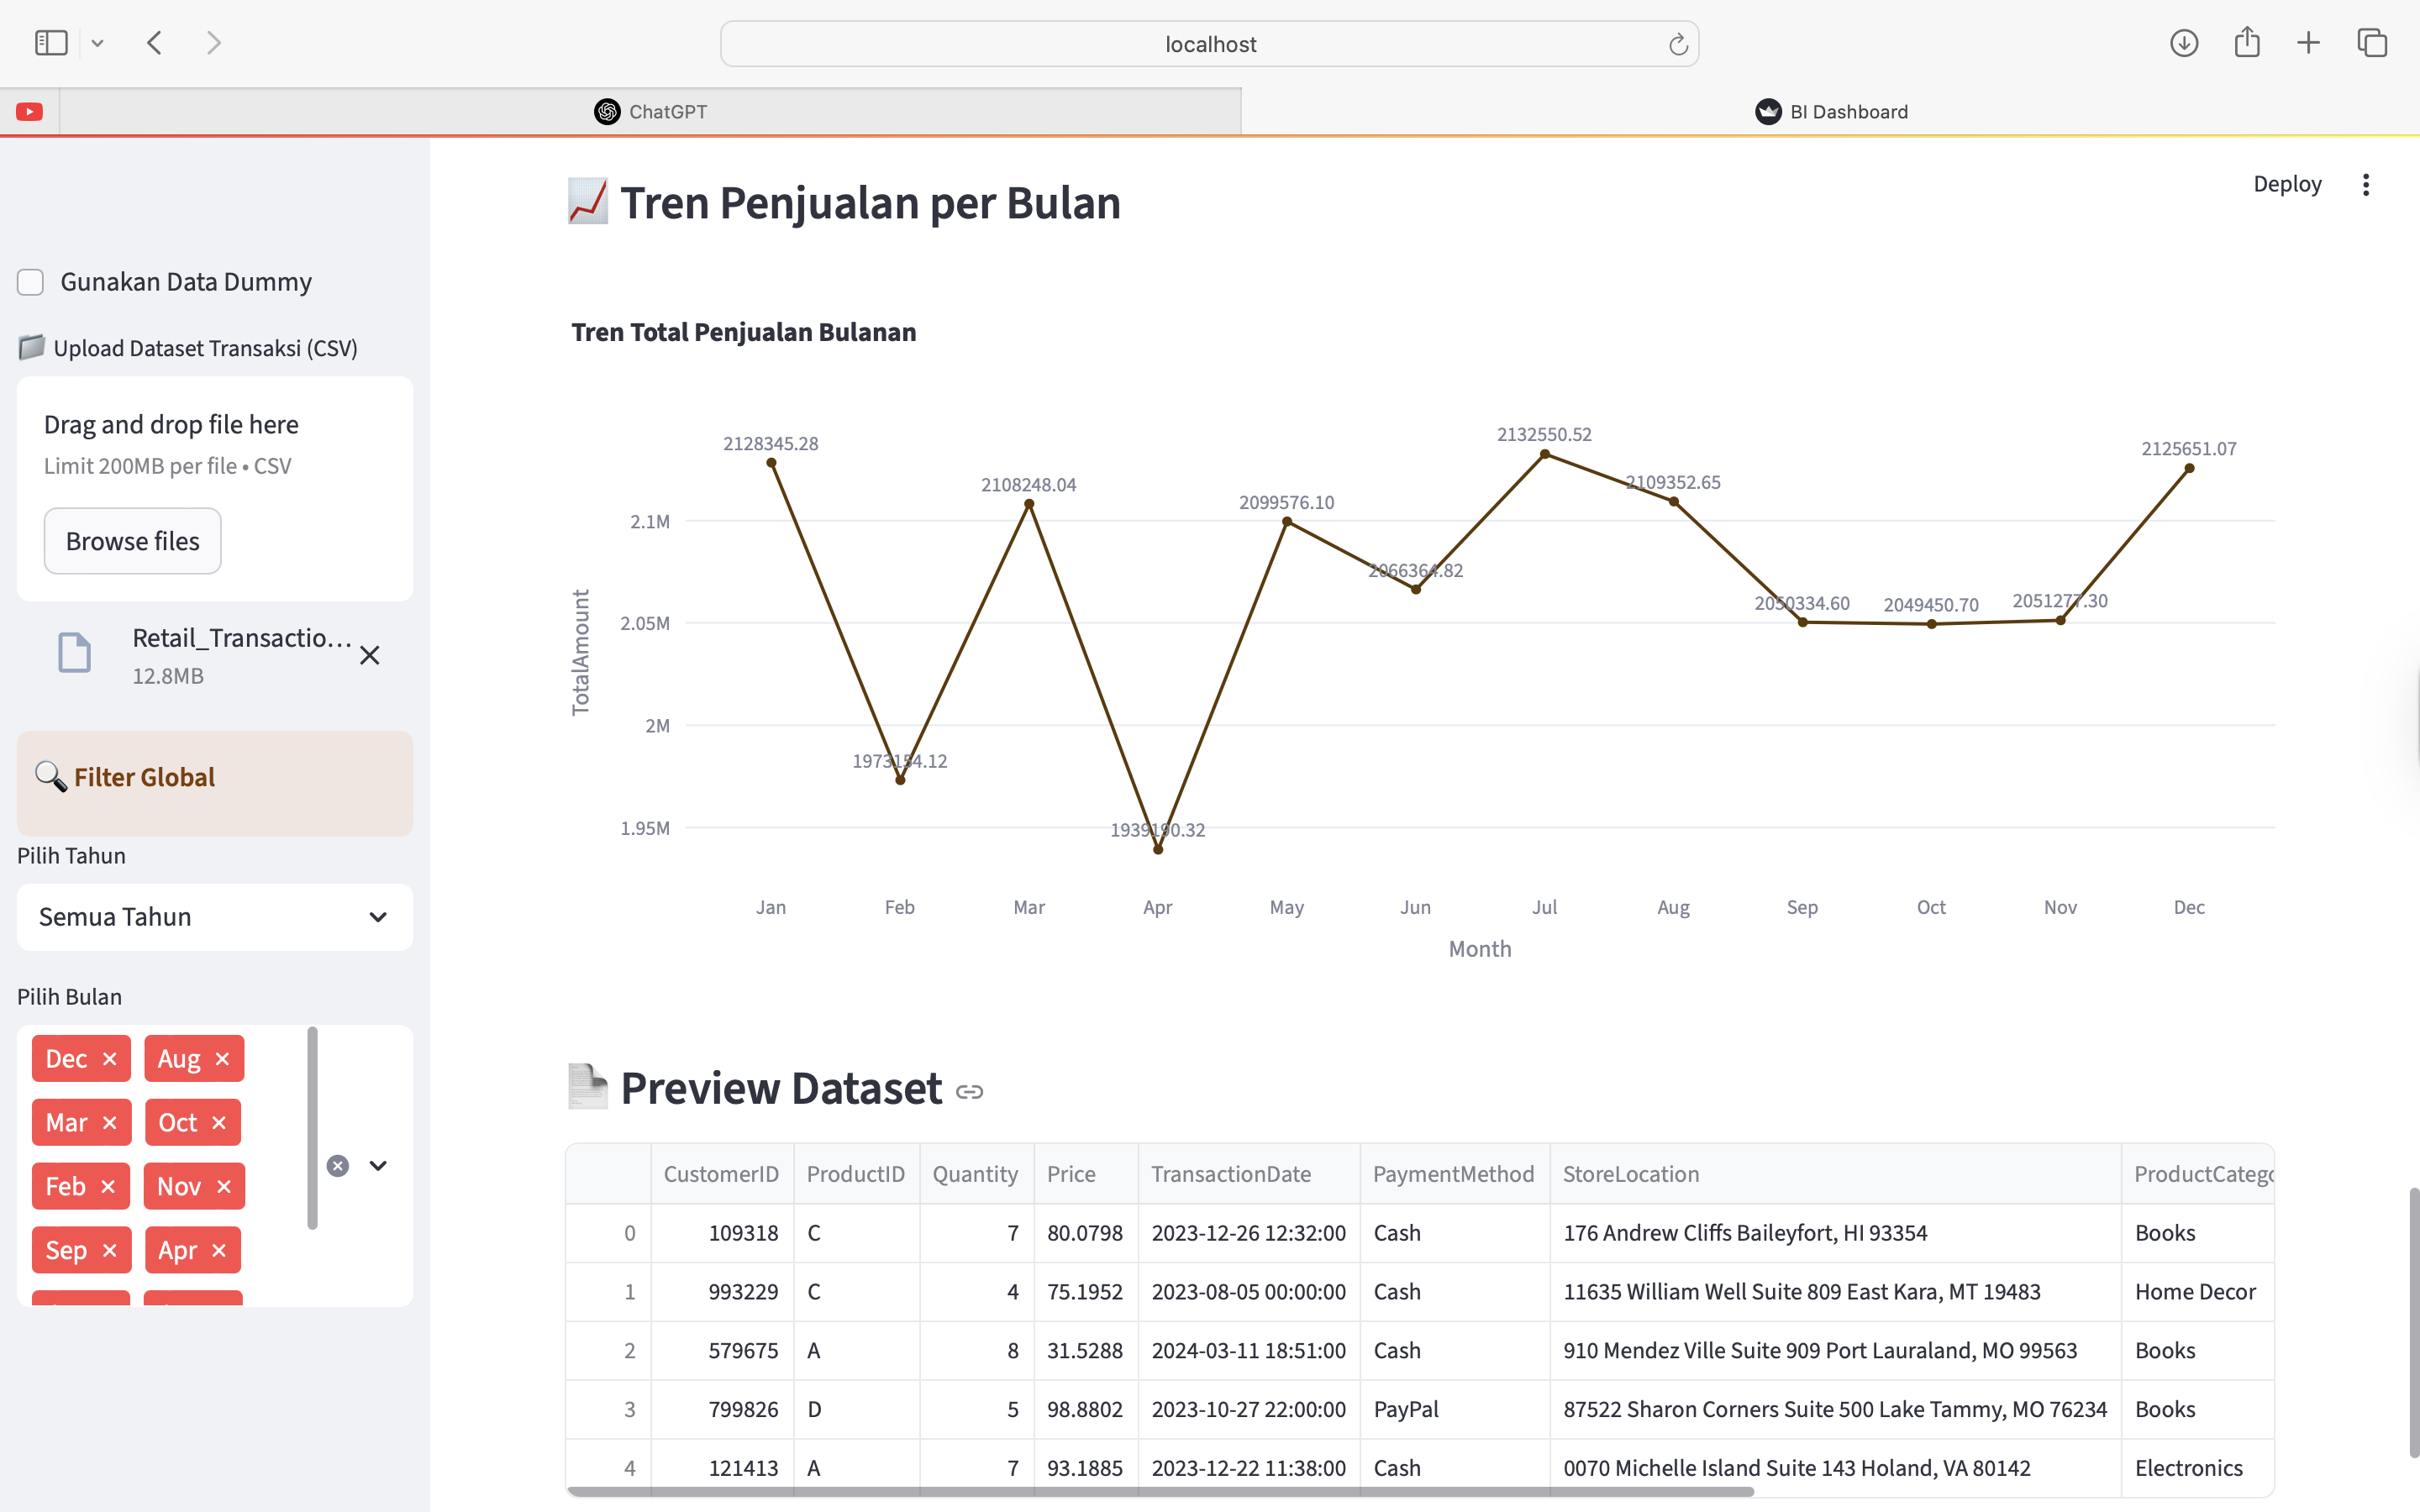 localhost
ChatGPT
BI Dashboard
Deploy
Gunakan Data Dummy
Upload Dataset Transaksi (CSV)
Drag and drop file here
Limit 200MB per file • CSV
Browse files
Retail_Transactio...
12.8MB
Filter Global
Pilih Tahun
Semua Tahun
Pilih Bulan
Dec Aug
Mar Oct
Feb Nov
Sep Apr
Tren Penjualan per Bulan
Tren Total Penjualan Bulanan
2128345.28
1973154.12
2108248.04
1939190.32
2099576.10
2066364.82
2132550.52
2109352.65
2050334.60
2049450.70
2051277.30
2125651.07
2.1M
2.05M
2M
1.95M
TotalAmount
Jan Feb Mar Apr May Jun Jul Aug Sep Oct Nov Dec
Month
Preview Dataset
CustomerID ProductID Quantity Price TransactionDate PaymentMethod StoreLocation ProductCatego
0 109318 C 7 80.0798 2023-12-26 12:32:00 Cash 176 Andrew Cliffs Baileyfort, HI 93354 Books
1 993229 C 4 75.1952 2023-08-05 00:00:00 Cash 11635 William Well Suite 809 East Kara, MT 19483 Home Decor
2 579675 A 8 31.5288 2024-03-11 18:51:00 Cash 910 Mendez Ville Suite 909 Port Lauraland, MO 99563 Books
3 799826 D 5 98.8802 2023-10-27 22:00:00 PayPal 87522 Sharon Corners Suite 500 Lake Tammy, MO 76234 Books
4 121413 A 7 93.1885 2023-12-22 11:38:00 Cash 0070 Michelle Island Suite 143 Holand, VA 80142 Electronics